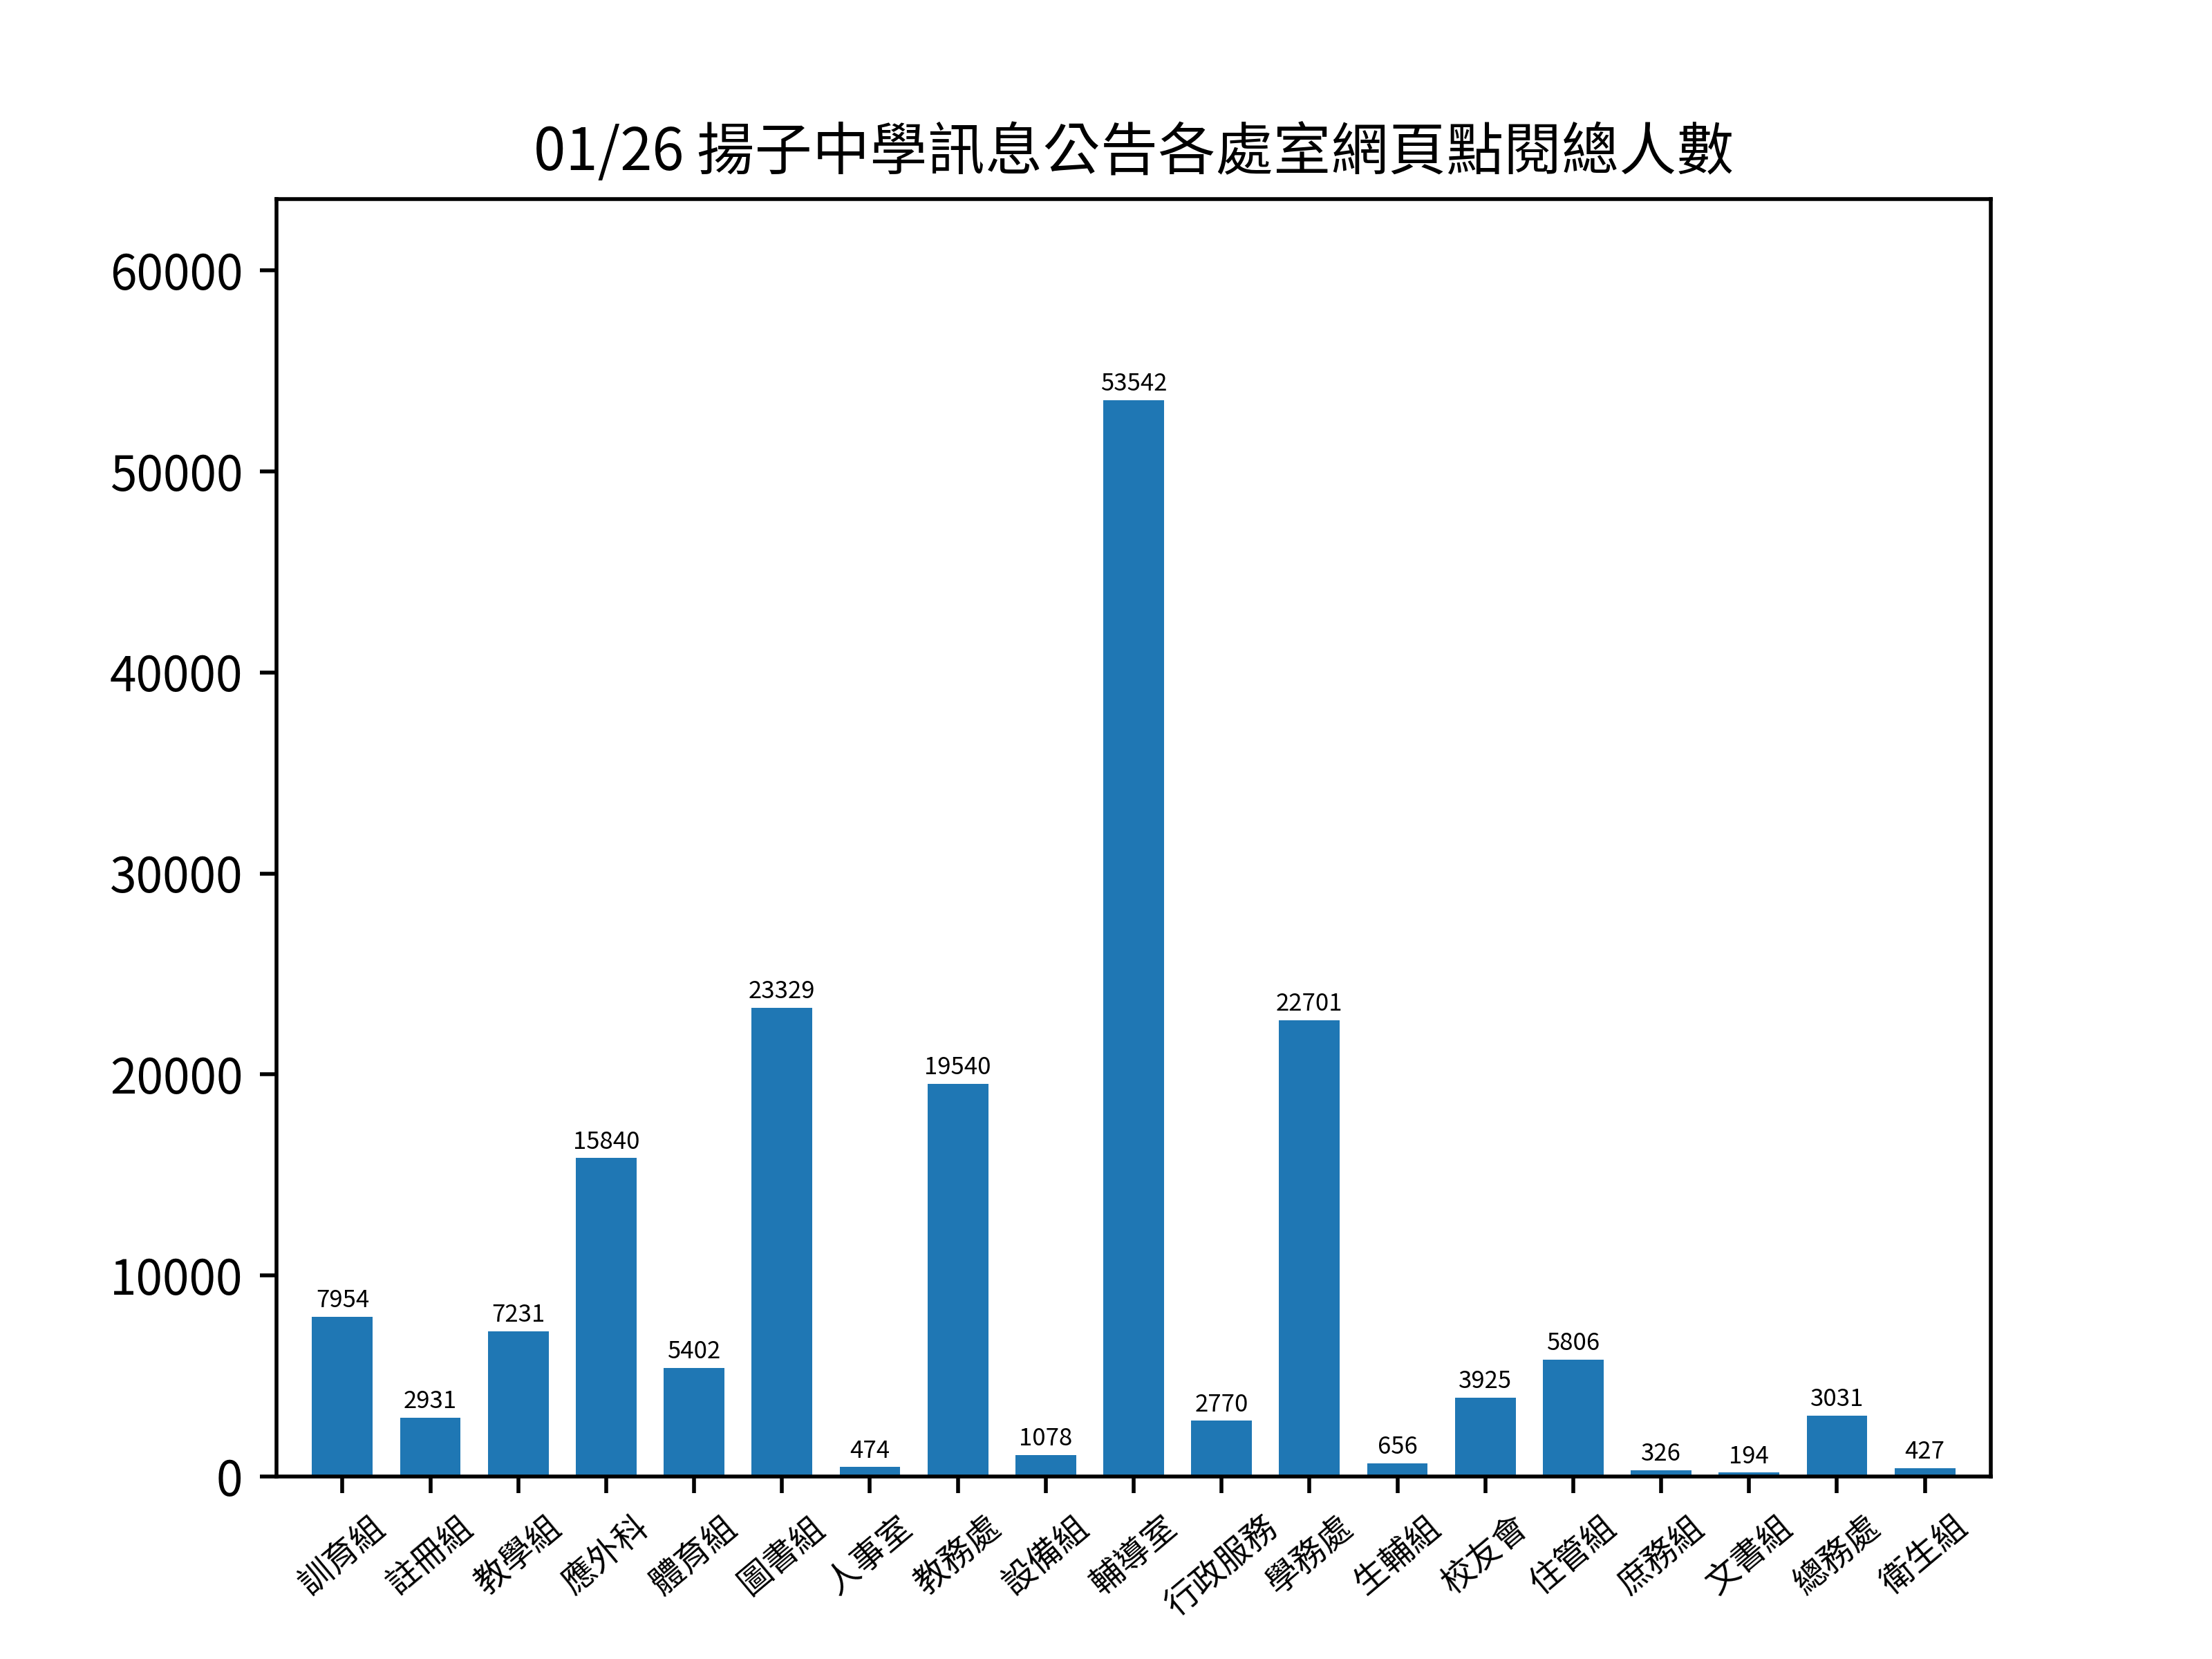 01/26 揚子中學訊息公告各處室網頁點閱總人數
60000
50000
40000
30000
20000
10000
0
7954
2931
7231
15840
5402
23329
474
19540
1078
53542
2770
22701
656
3925
5806
326
194
3031
427
訓育組
註冊組
教學組
應外科
體育組
圖書組
人事室
教務處
設備組
輔導室
行政服務
學務處
生輔組
校友會
住管組
庶務組
文書組
總務處
衛生組